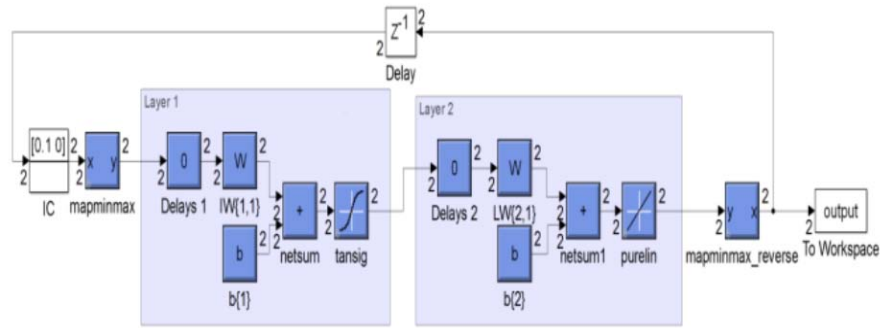 2
Z-1
2
2
Delay
Layer 1
Layer 2
[0.1 0] 2
2
IC
2 x y 2
mapminmax
2 0 2
Delays 1
2 W 2
IW{1,1}
2
2 + 2
netsum
2 2
tansig
b 2
b{1}
2 0 2
Delays 2
2 W 2
LW{2,1}
2
2 + 2
netsum1
2 2
purelin
b 2
b{2}
2 y x 2
mapminmax_reverse
2 output
To Workspace